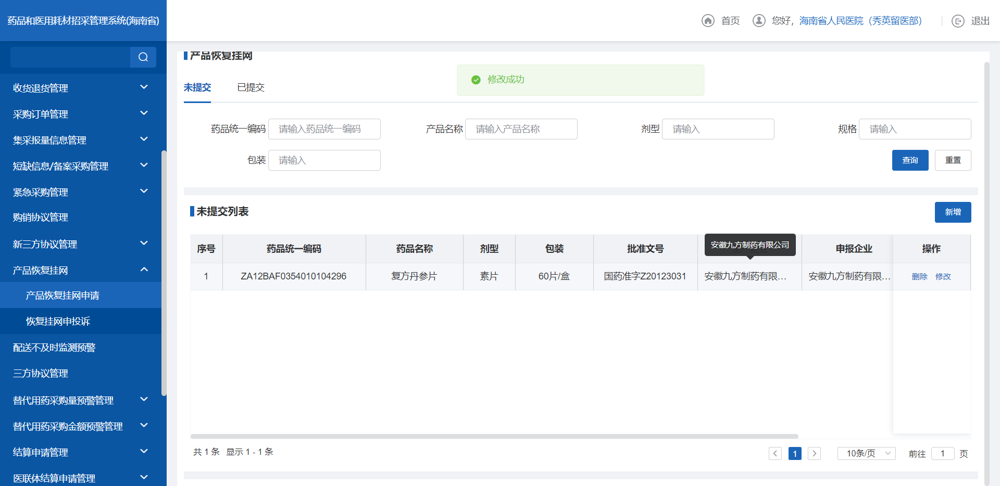 药品和医用耗材招采管理系统(海南省)
首页
您好，海南省人民医院（秀英留医部）
退出
收货退货管理
采购订单管理
集采报量信息管理
短缺信息/备案采购管理
紧急采购管理
购销协议管理
新三方协议管理
产品恢复挂网
产品恢复挂网申请
恢复挂网申投诉
配送不及时监测预警
三方协议管理
替代用药采购量预警管理
替代用药采购金额预警管理
结算申请管理
医联体结算申请管理
产品恢复挂网
修改成功
未提交 已提交
药品统一编码 请输入药品统一编码 产品名称 请输入产品名称 剂型 请输入 规格 请输入
包装 请输入 查询 重置
未提交列表 新增
安徽九方制药有限公司
序号 药品统一编码 药品名称 剂型 包装 批准文号 申报企业 操作
1 ZA12BAF0354010104296 复方丹参片 素片 60片/盒 国药准字Z20123031 安徽九方制药有限... 安徽九方制药有限... 删除 修改
共 1 条 显示 1 - 1 条 1 10条/页 前往 1 页